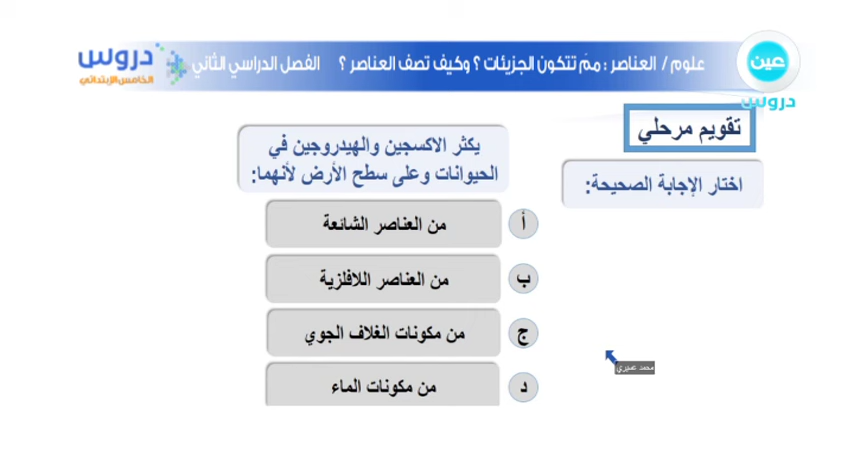 علوم / العناصر : ممّ تتكون الجزيئات ؟ وكيف تصف العناصر ؟ الفصل الدراسي الثاني
دروس
الخامس الابتدائي
عين
دروس
تقويم مرحلي
اختار الإجابة الصحيحة:
يكثر الاكسجين والهيدروجين في
الحيوانات وعلى سطح الأرض لأنهما:
أ من العناصر الشائعة
ب من العناصر اللافلزية
ج من مكونات الغلاف الجوي
د من مكونات الماء
محمد عميري